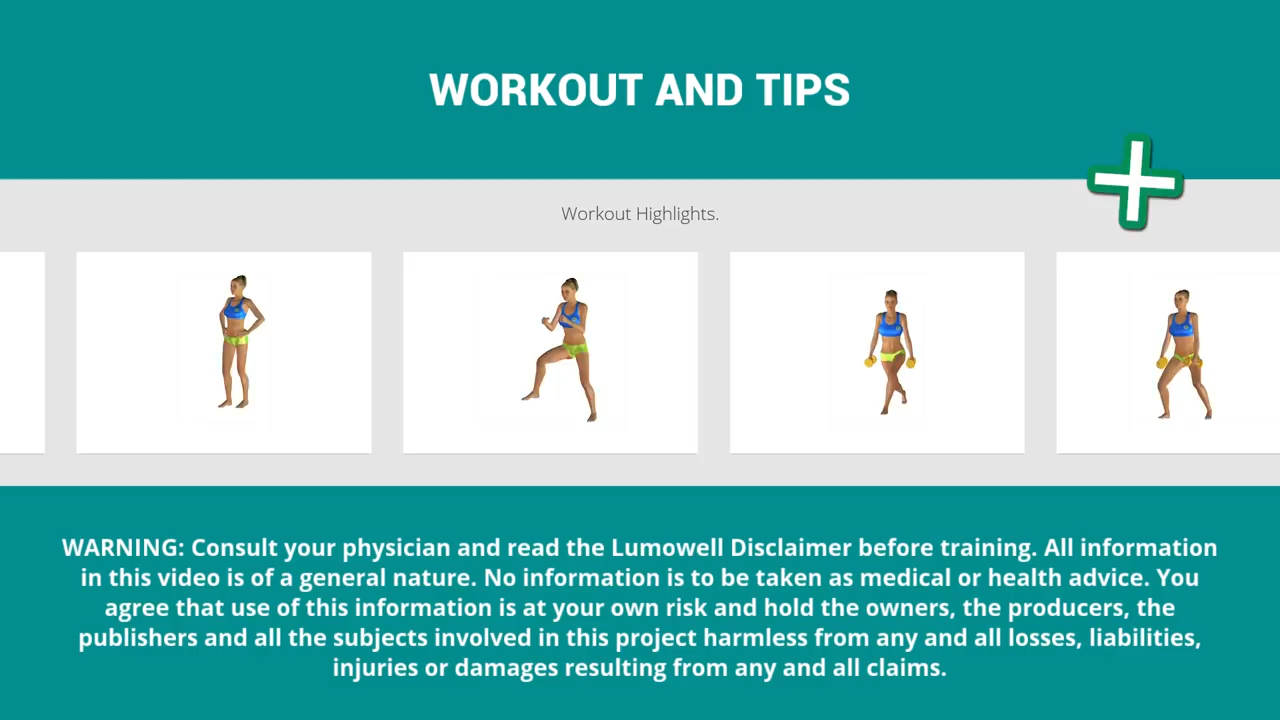 WORKOUT AND TIPS
Workout Highlights.
WARNING: Consult your physician and read the Lumowell Disclaimer before training. All information
in this video is of a general nature. No information is to be taken as medical or health advice. You
agree that use of this information is at your own risk and hold the owners, the producers, the
publishers and all the subjects involved in this project harmless from any and all losses, liabilities,
injuries or damages resulting from any and all claims.